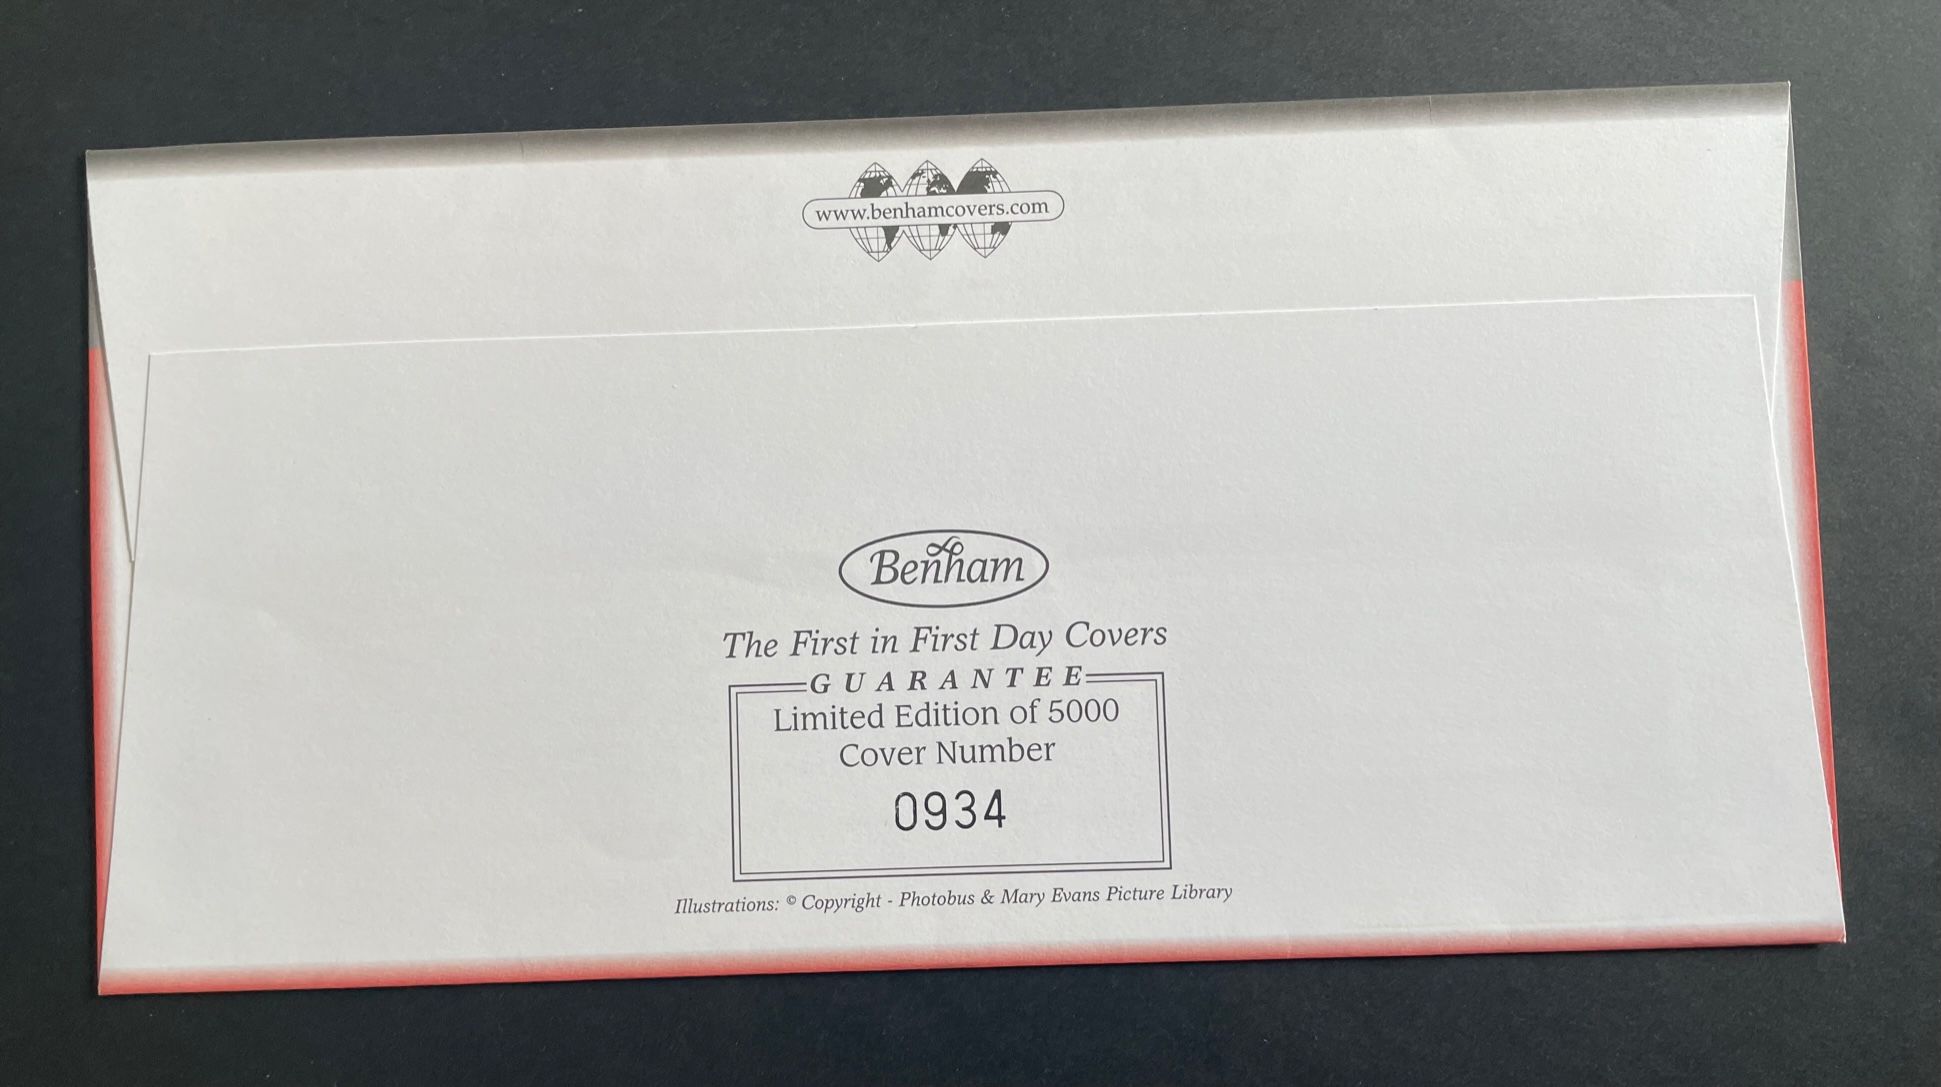 www.benhamcovers.com
Benham
The First in First Day Covers
GUARANTEE
Limited Edition of 5000
Cover Number
0934
Illustrations: © Copyright - Photobus & Mary Evans Picture Library